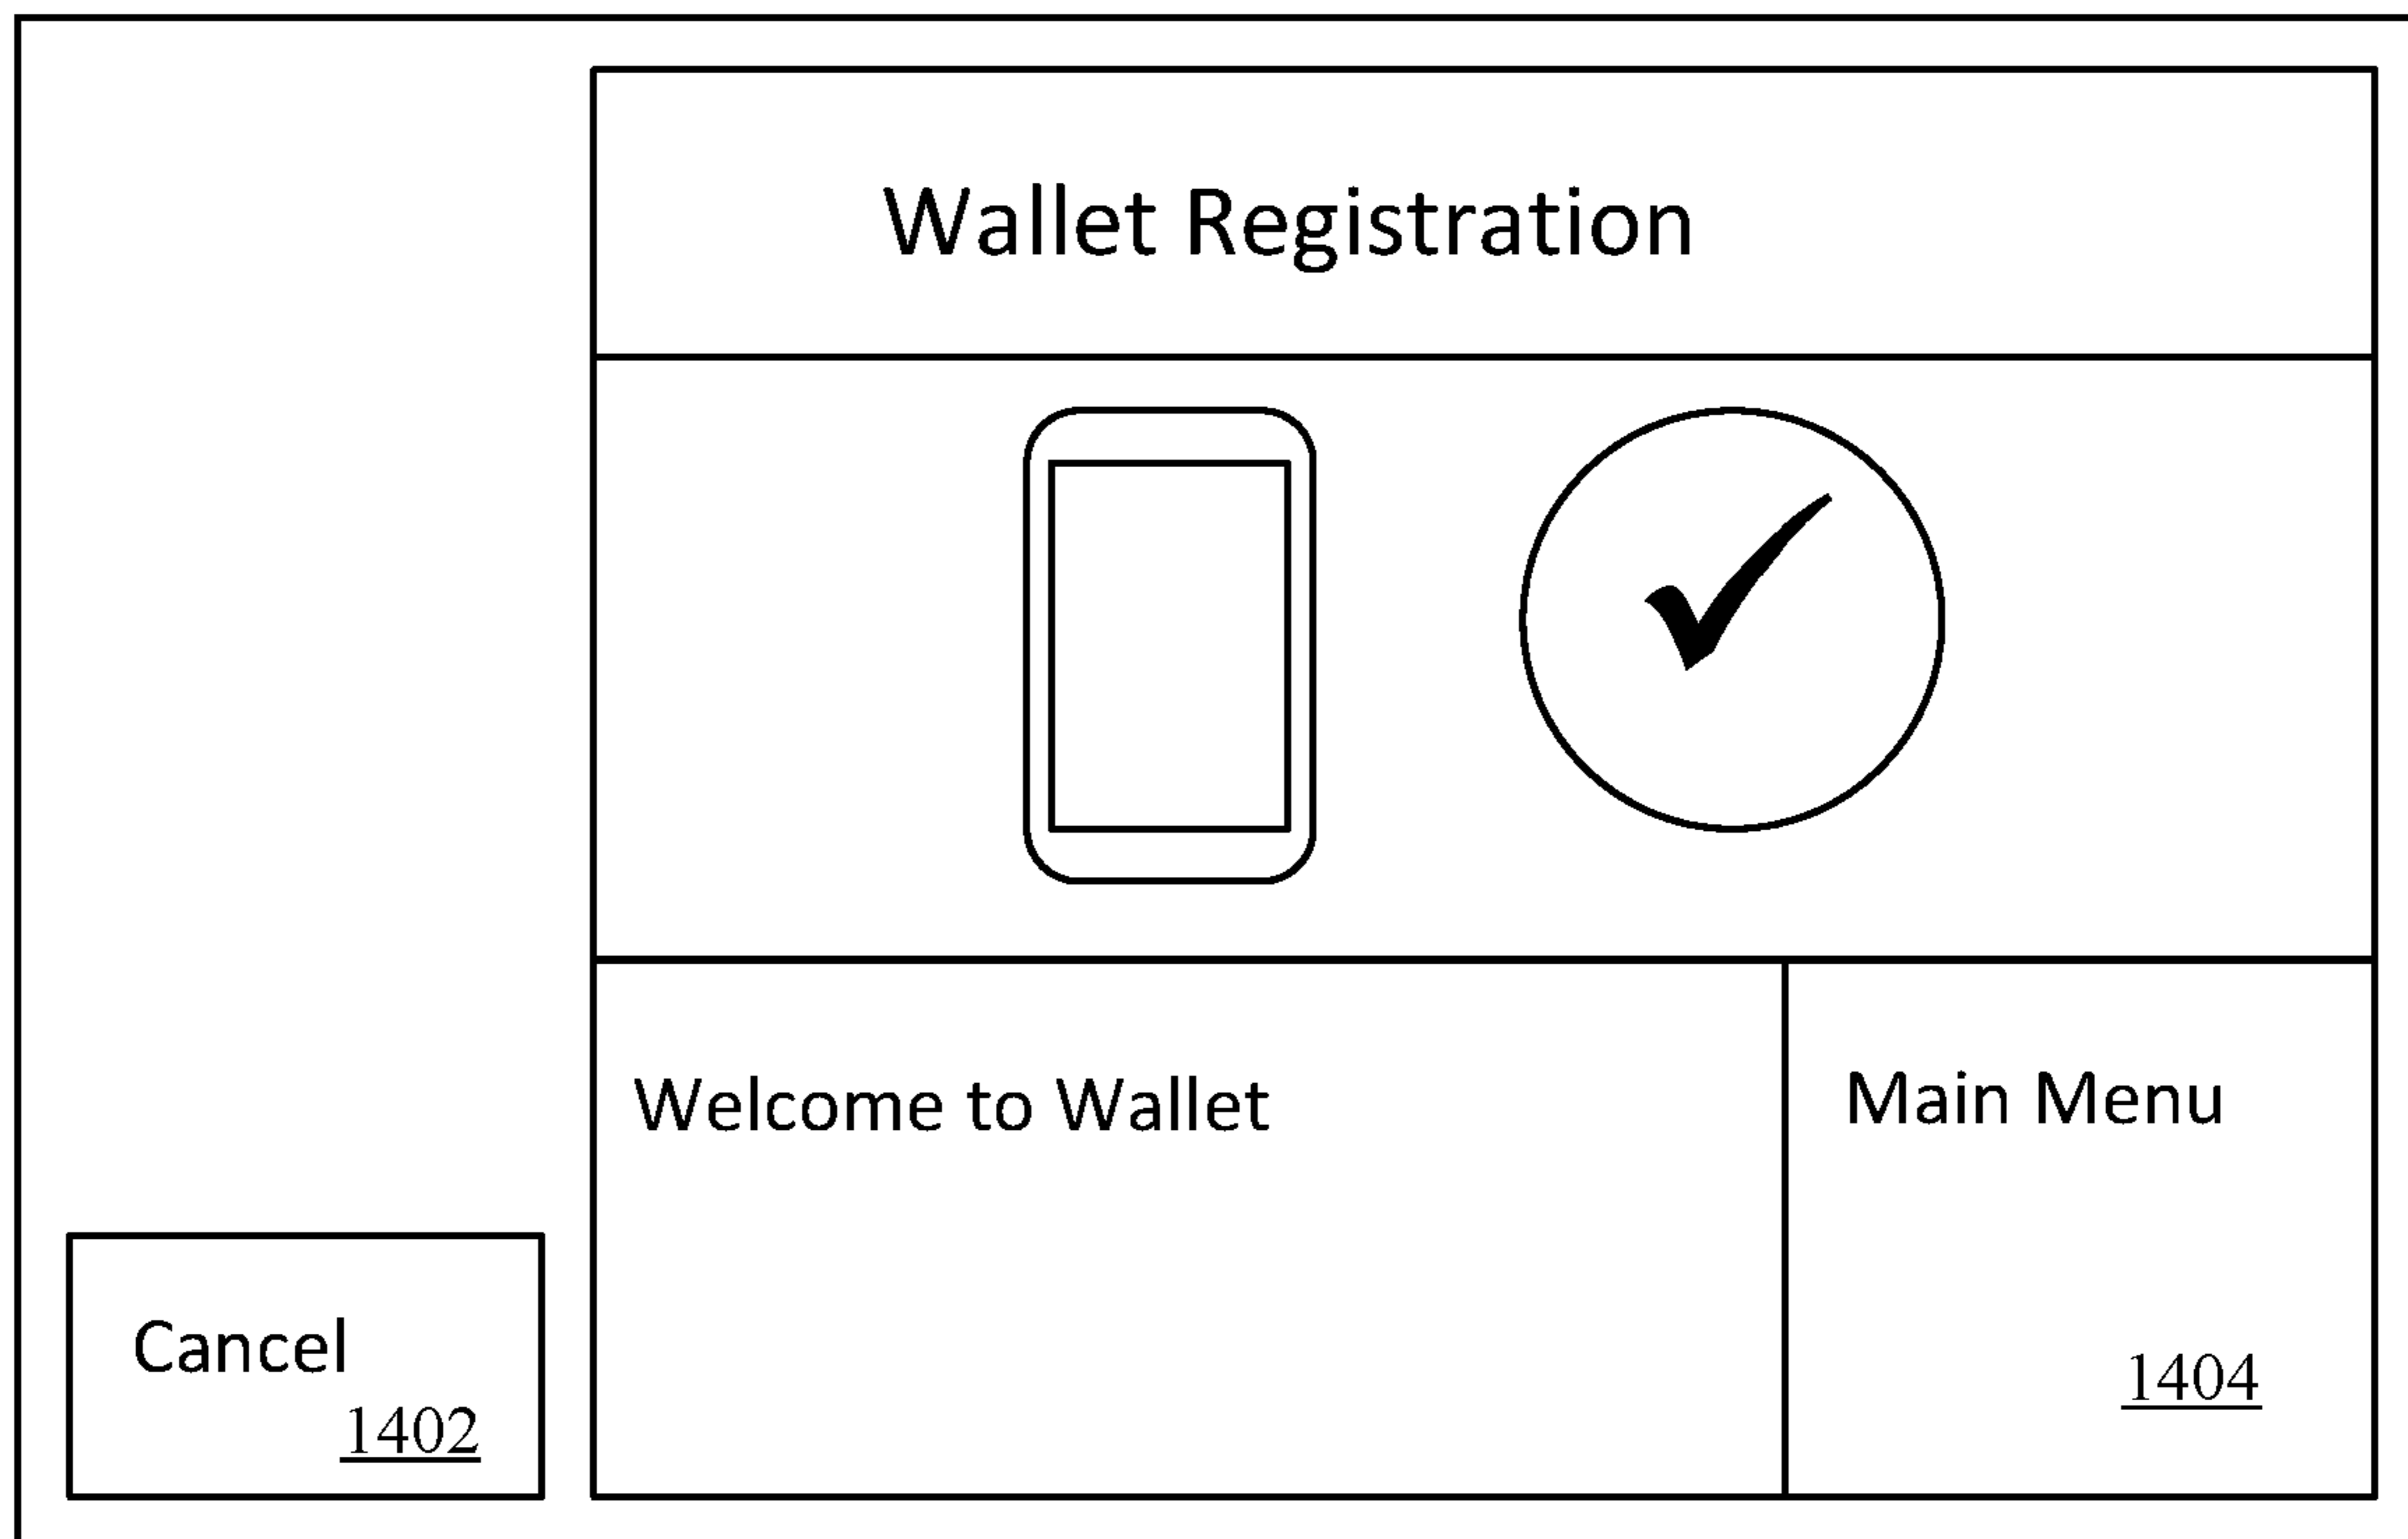 Wallet Registration
Welcome to Wallet
Main Menu
1404
Cancel
1402